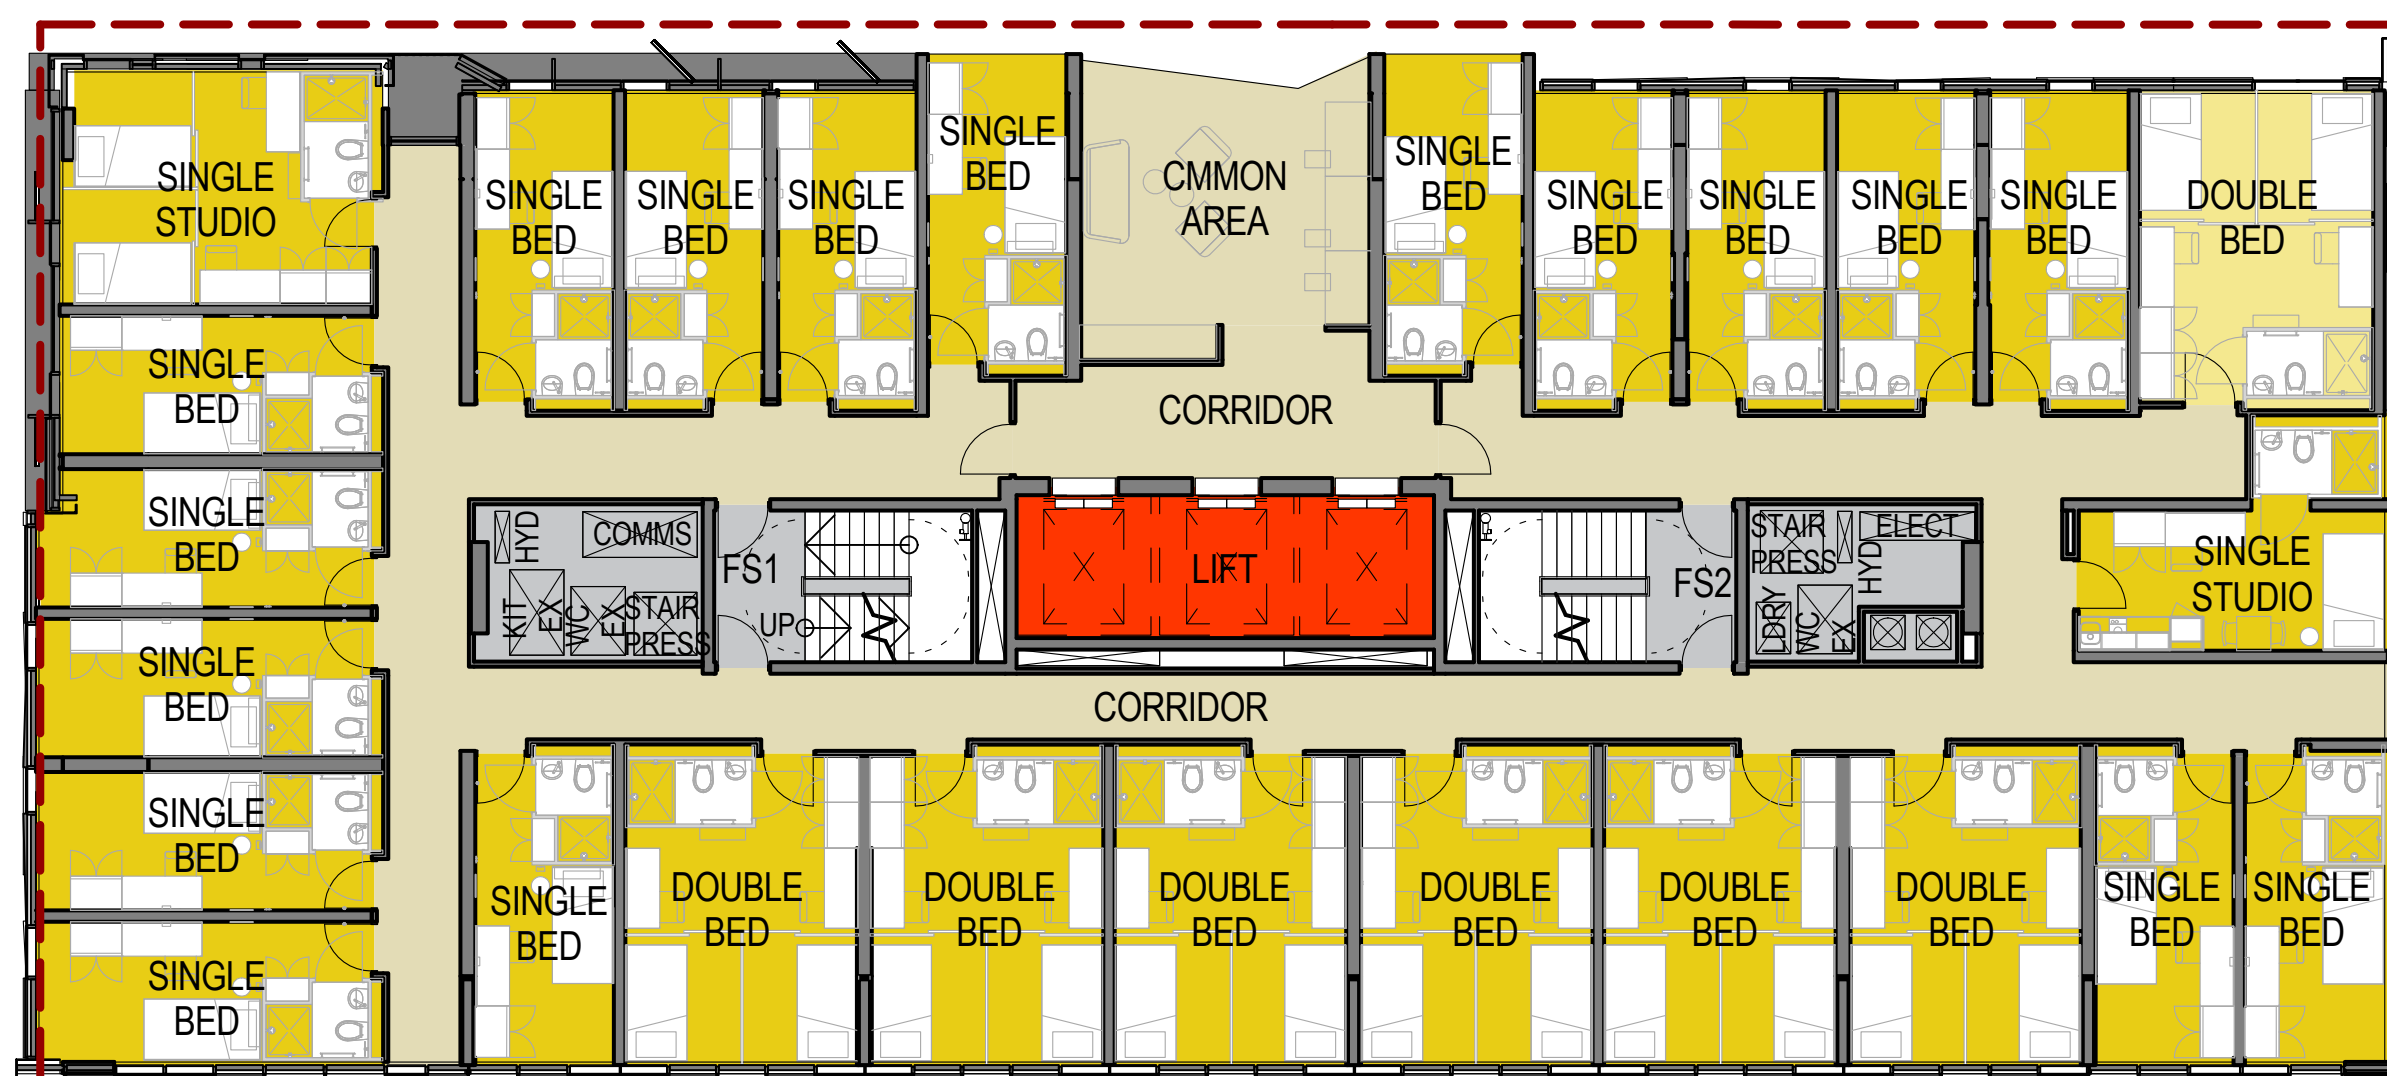 SINGLE
STUDIO
SINGLE
BED
SINGLE
BED
SINGLE
BED
SINGLE
BED
CMMON
AREA
SINGLE
BED
SINGLE
BED
SINGLE
BED
SINGLE
BED
SINGLE
BED
DOUBLE
BED
SINGLE
BED
CORRIDOR
SINGLE
BED
HYD
COMMS
FS1
UP
KIT
EX
WC
EX
STAIR
PRESS
LIFT
FS2
STAIR
PRESS
HYD
ELECT
LDRY
WC
EX
SINGLE
STUDIO
SINGLE
BED
CORRIDOR
SINGLE
BED
SINGLE
BED
SINGLE
BED
DOUBLE
BED
DOUBLE
BED
DOUBLE
BED
DOUBLE
BED
DOUBLE
BED
DOUBLE
BED
SINGLE
BED
SINGLE
BED